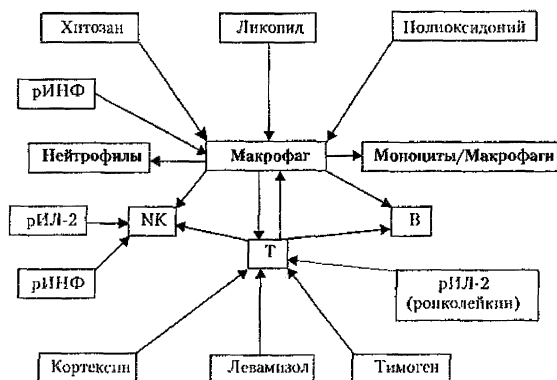 Хитозан
Ликопид
Полиоксидоний
рИНФ
Нейтрофилы
Макрофаг
Моноциты/Макрофаги
рИЛ-2
NK
В
Т
рИНФ
рИЛ-2
(ронколейкин)
Кортексин
Левамизол
Тимоген